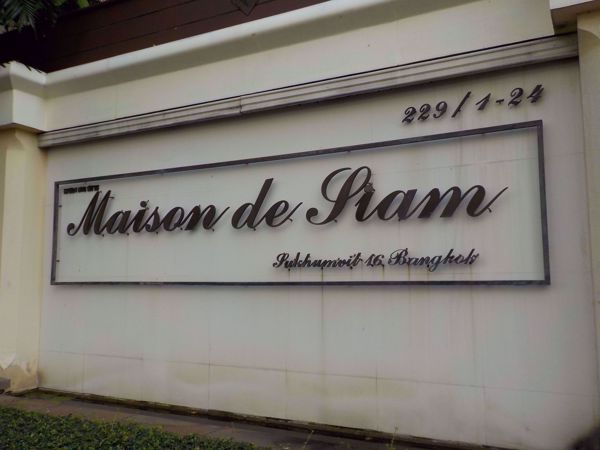 229/1-24
Maison de Siam
Sukhumvit 16 Bangkok